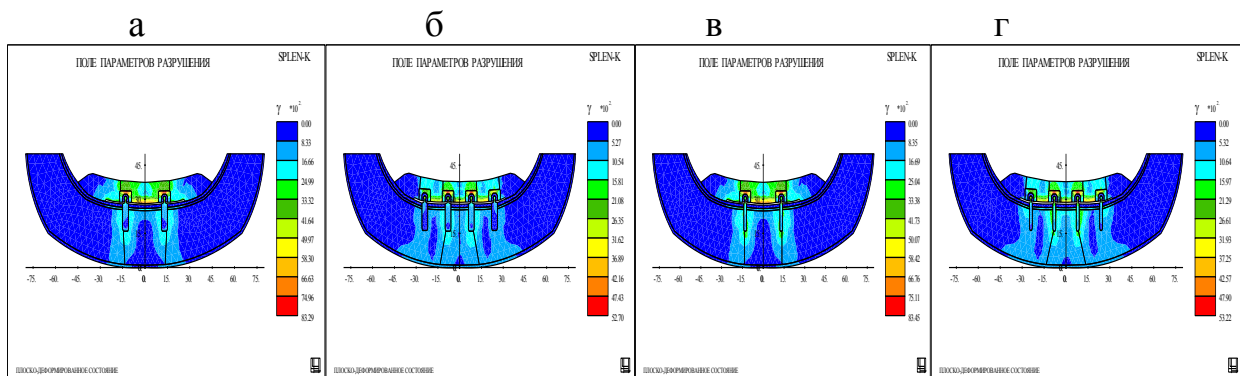 а б в г
ПОЛЕ ПАРАМЕТРОВ РАЗРУШЕНИЯ SPLEN-K
γ *10²
0.00
8.33
16.66
24.99
33.32
41.64
49.97
58.30
66.63
74.96
83.29
45.
-75. -60. -45. -30. -15. 0. 15. 30. 45. 60. 75.
ПЛОСКО-ДЕФОРМИРОВАННОЕ СОСТОЯНИЕ
ПОЛЕ ПАРАМЕТРОВ РАЗРУШЕНИЯ SPLEN-K
γ *10²
0.00
5.27
10.54
15.81
21.08
26.35
31.62
36.89
42.16
47.43
52.70
45.
-75. -60. -45. -30. -15. 0. 15. 30. 45. 60. 75.
ПЛОСКО-ДЕФОРМИРОВАННОЕ СОСТОЯНИЕ
ПОЛЕ ПАРАМЕТРОВ РАЗРУШЕНИЯ SPLEN-K
γ *10²
0.00
8.35
16.69
25.04
33.38
41.73
50.07
58.42
66.76
75.11
83.45
45.
-75. -60. -45. -30. -15. 0. 15. 30. 45. 60. 75.
ПЛОСКО-ДЕФОРМИРОВАННОЕ СОСТОЯНИЕ
ПОЛЕ ПАРАМЕТРОВ РАЗРУШЕНИЯ SPLEN-K
γ *10²
0.00
5.32
10.64
15.97
21.29
26.61
31.93
37.25
42.57
47.90
53.22
45.
-75. -60. -45. -30. -15. 0. 15. 30. 45. 60. 75.
ПЛОСКО-ДЕФОРМИРОВАННОЕ СОСТОЯНИЕ